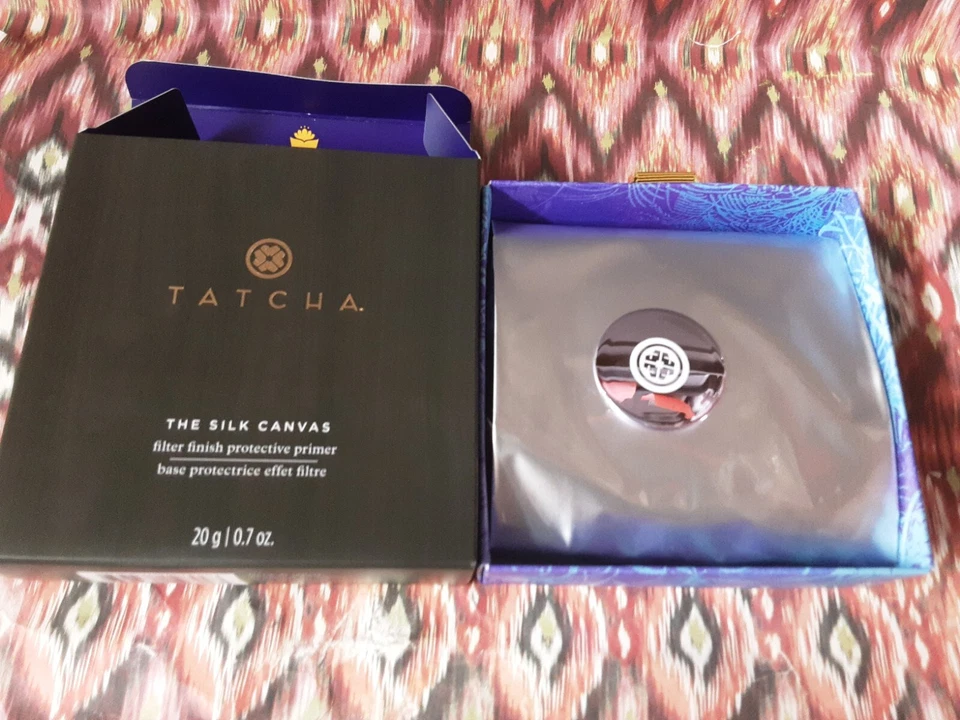 TATCHA.
THE SILK CANVAS
filter finish protective primer
base protectrice effet filtre
20 g | 0.7 oz.